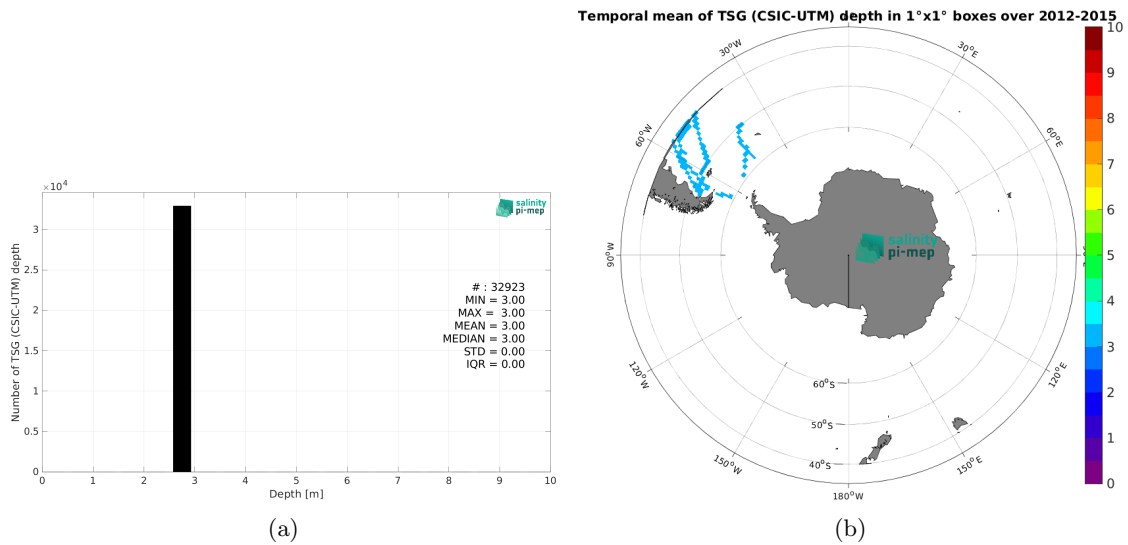 Temporal mean of TSG (CSIC-UTM) depth in 1°x1° boxes over 2012-2015
×10⁴
3
2.5
2
1.5
1
0.5
0
Number of TSG (CSIC-UTM) depth
salinity
pi-mep
# : 32923
MIN = 3.00
MAX = 3.00
MEAN = 3.00
MEDIAN = 3.00
STD = 0.00
IQR = 0.00
0 1 2 3 4 5 6 7 8 9 10
Depth [m]
(a)
30°W
30°E
60°W
60°E
90°W
120°W
120°E
150°W
150°E
180°W
60°S
50°S
40°S
salinity
pi-mep
10
9
8
7
6
5
4
3
2
1
0
(b)